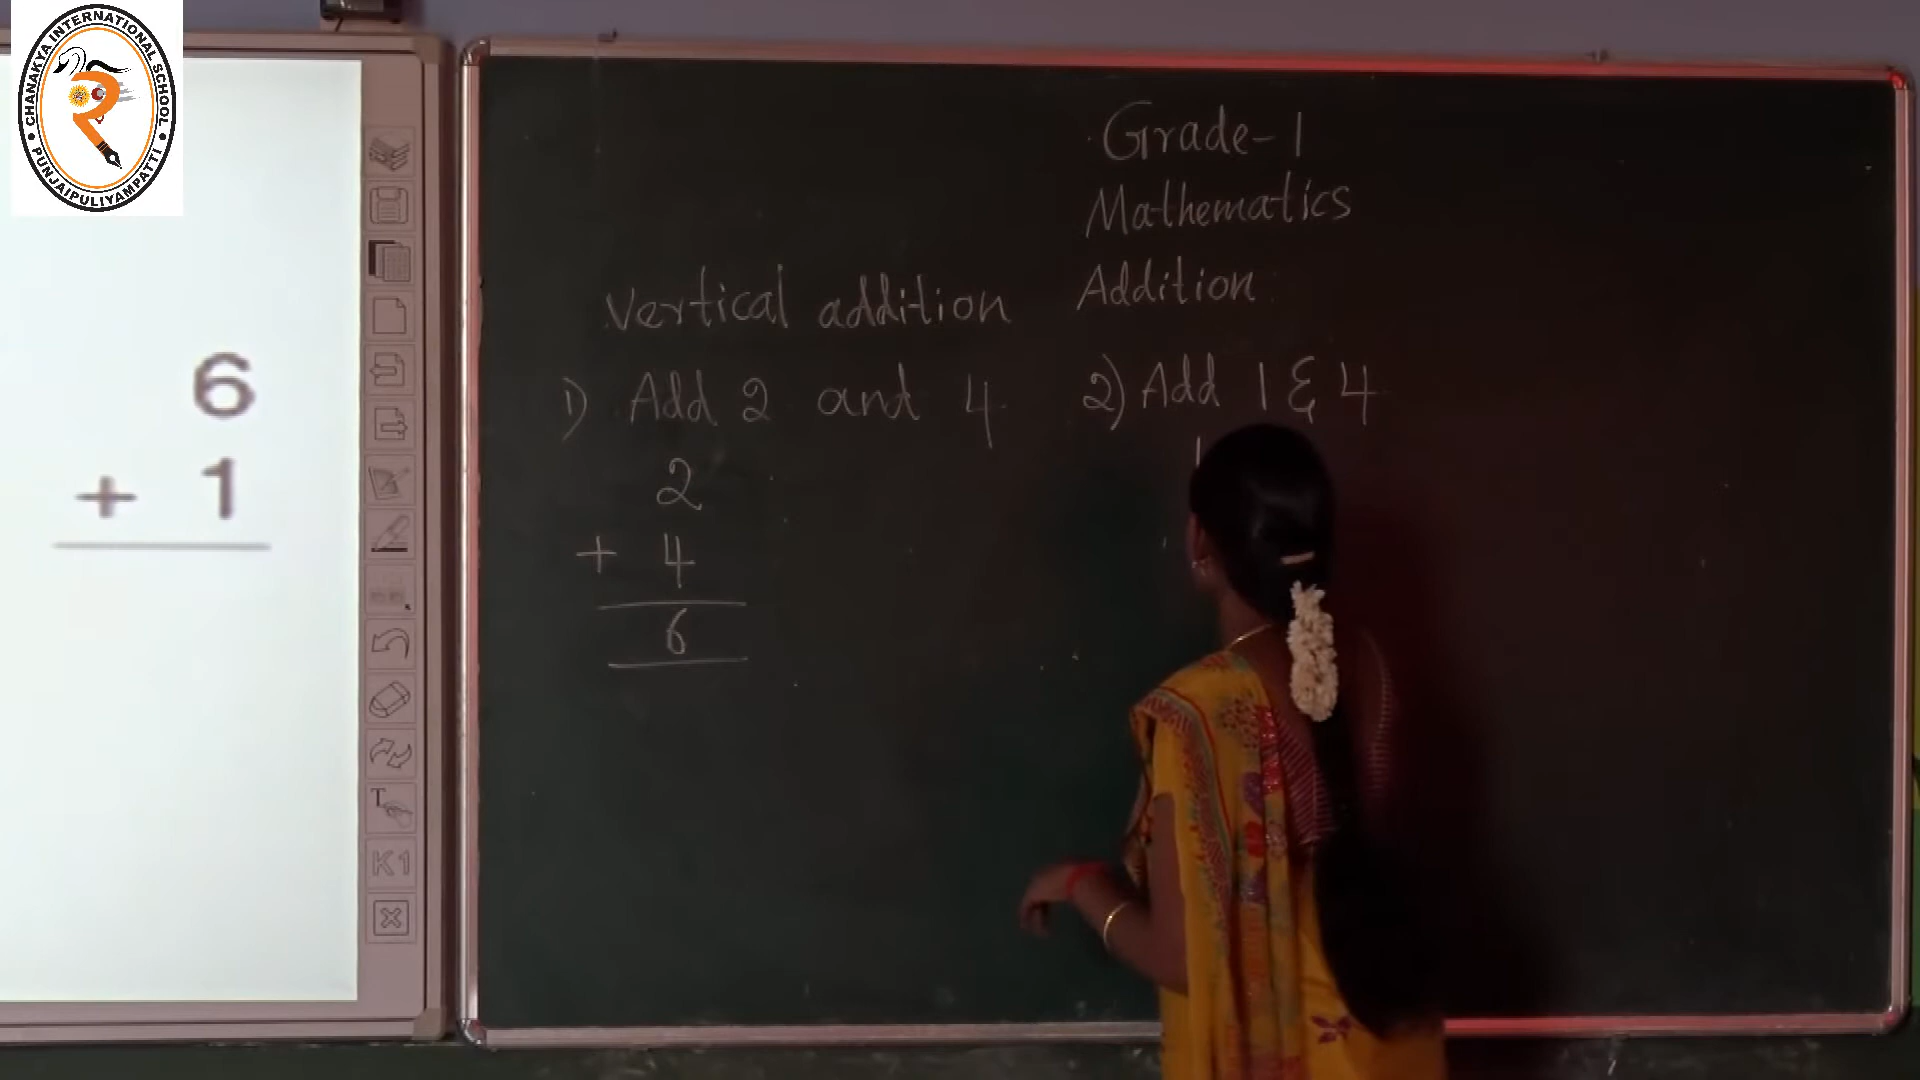 CHANAKYA INTERNATIONAL SCHOOL
PUNJAIPULIYAMPATTI
6
+ 1
T
K1
Grade-1
Mathematics
Addition
Vertical addition
1) Add 2 and 4
2
+ 4
6
2) Add 1 & 4
1